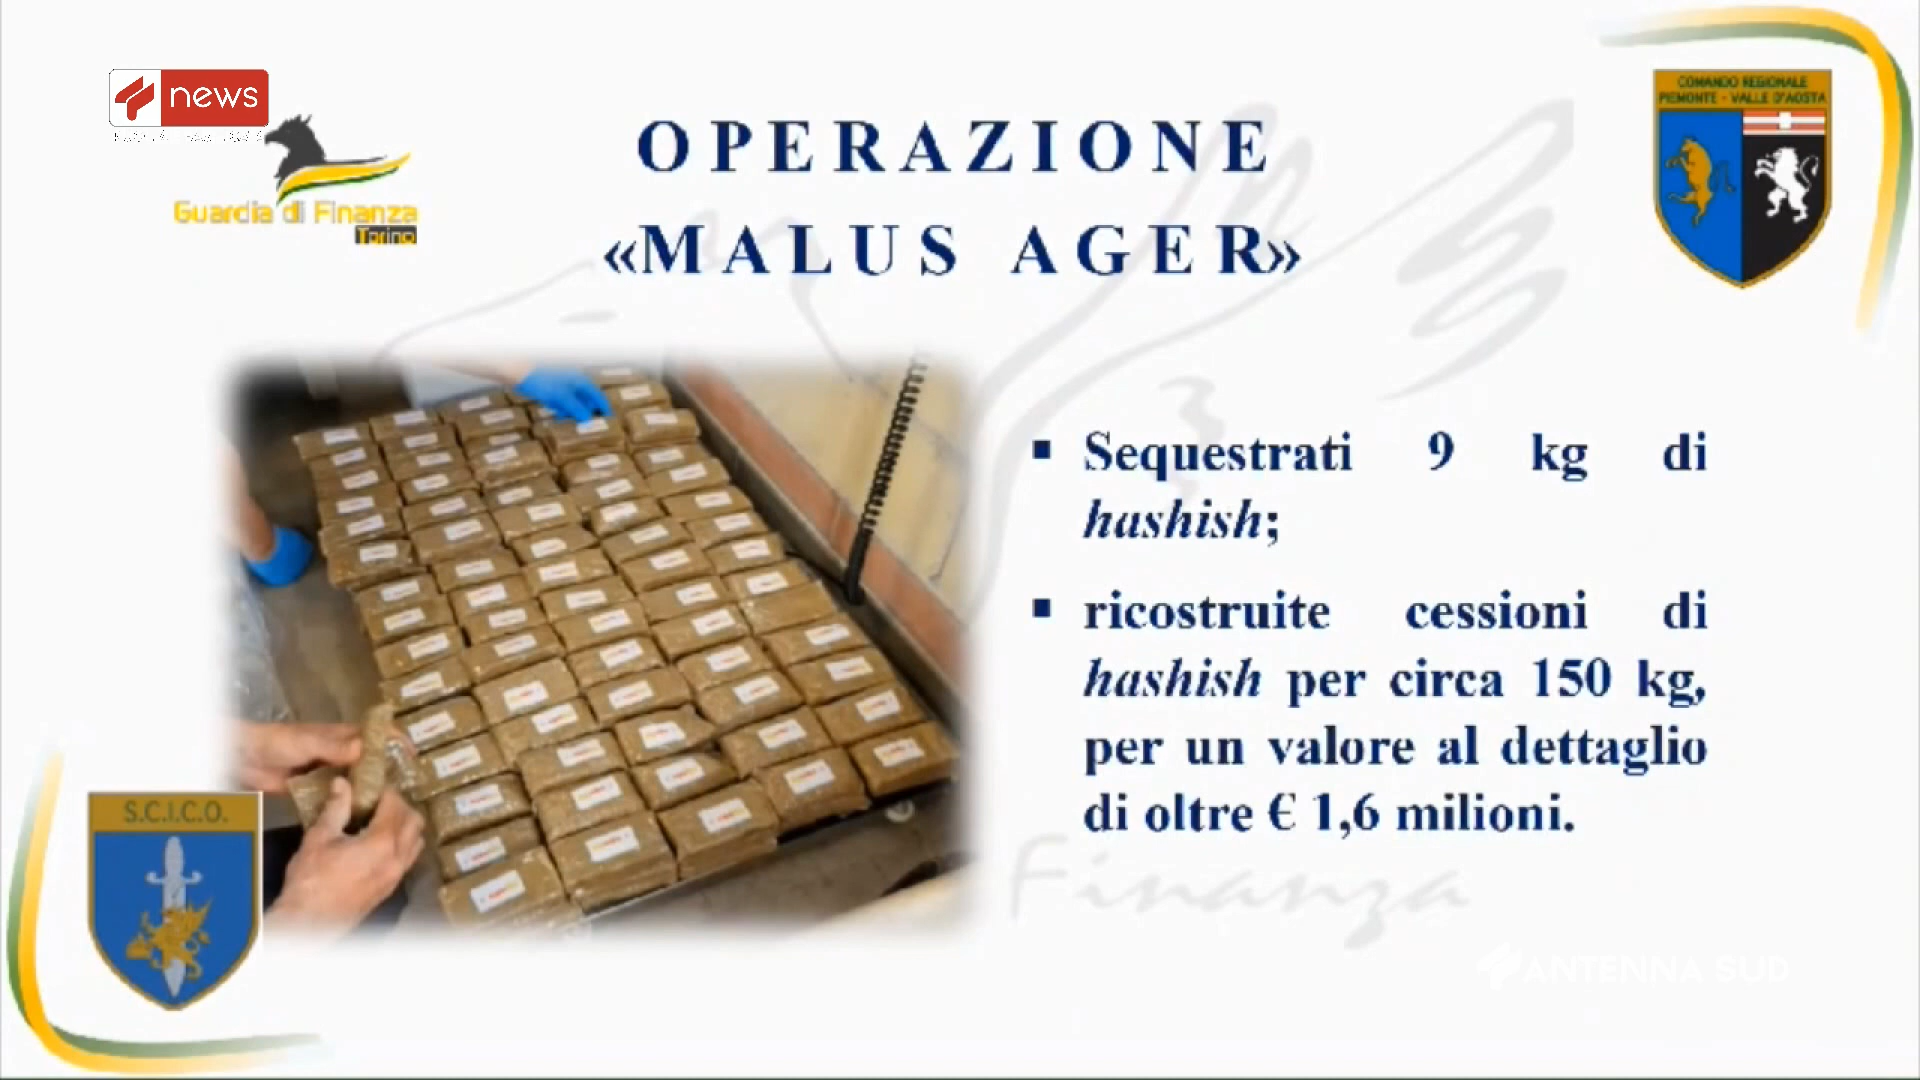 news
COMANDO REGIONALE
PIEMONTE - VALLE D'AOSTA
Guardia di Finanza
Torino
OPERAZIONE
«MALUS AGER»
Sequestrati 9 kg di
hashish;
ricostruite cessioni di
hashish per circa 150 kg,
per un valore al dettaglio
di oltre € 1,6 milioni.
S.C.I.C.O.
Finanza
ANTENNA SUD